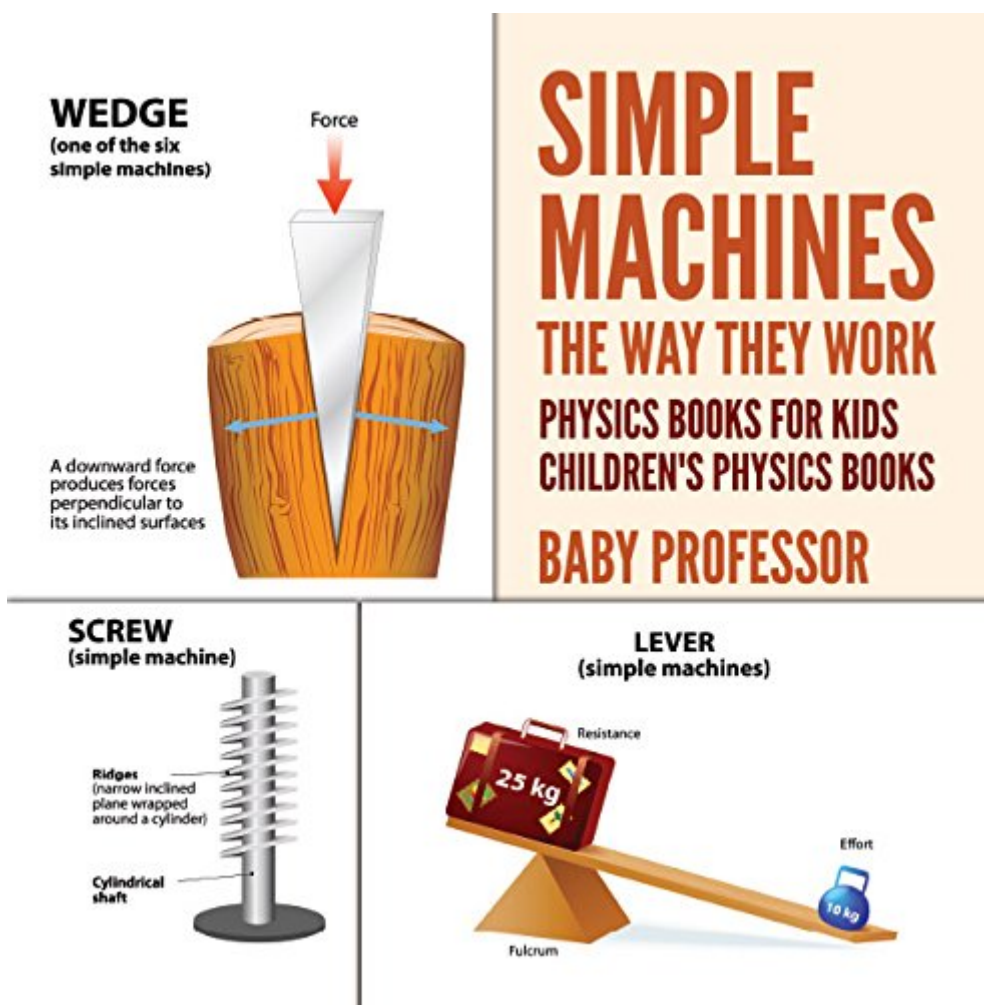 WEDGE
(one of the six
simple machines)
Force
A downward force
produces forces
perpendicular to
its inclined surfaces
SIMPLE
MACHINES
THE WAY THEY WORK
PHYSICS BOOKS FOR KIDS
CHILDREN'S PHYSICS BOOKS
BABY PROFESSOR
SCREW
(simple machine)
Ridges
(narrow inclined
plane wrapped
around a cylinder)
Cylindrical
shaft
LEVER
(simple machines)
Resistance
25 kg
Effort
10 kg
Fulcrum